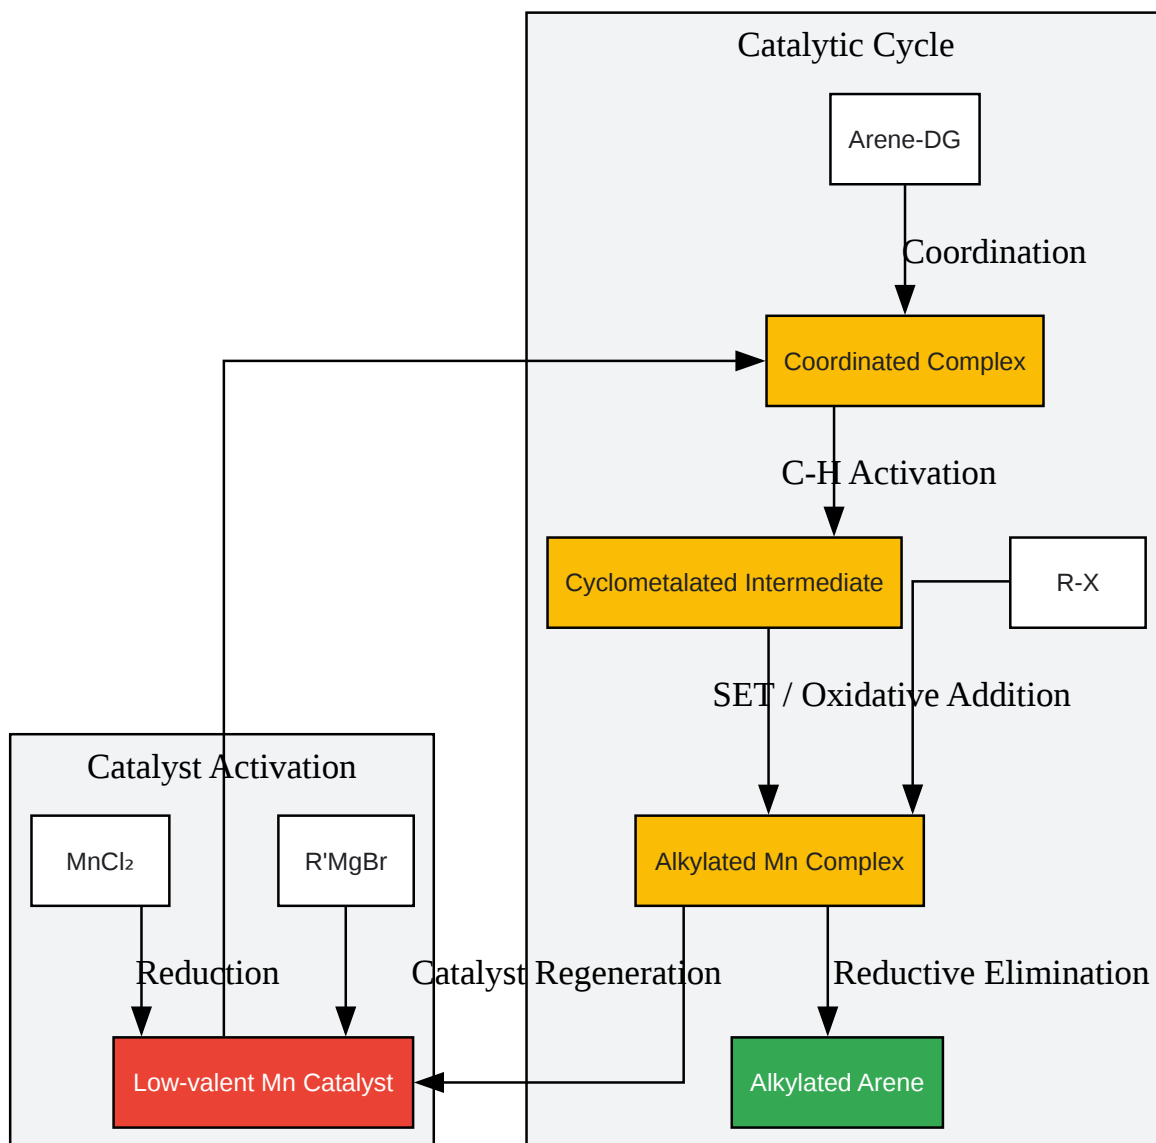 Catalytic Cycle
Arene-DG
Coordination
Coordinated Complex
C-H Activation
Cyclometalated Intermediate
R-X
SET / Oxidative Addition
Catalyst Activation
MnCl₂
R'MgBr
Alkylated Mn Complex
Reduction
Catalyst Regeneration
Reductive Elimination
Low-valent Mn Catalyst
Alkylated Arene